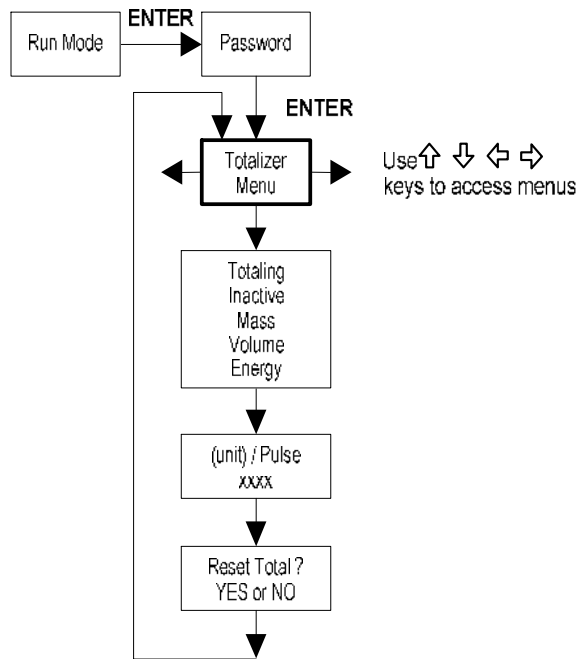 ENTER
Run Mode
Password
ENTER
Totalizer
Menu
Use ⇧ ⇩ ⇦ ⇨
keys to access menus
Totaling
Inactive
Mass
Volume
Energy
(unit) / Pulse
xxxx
Reset Total ?
YES or NO